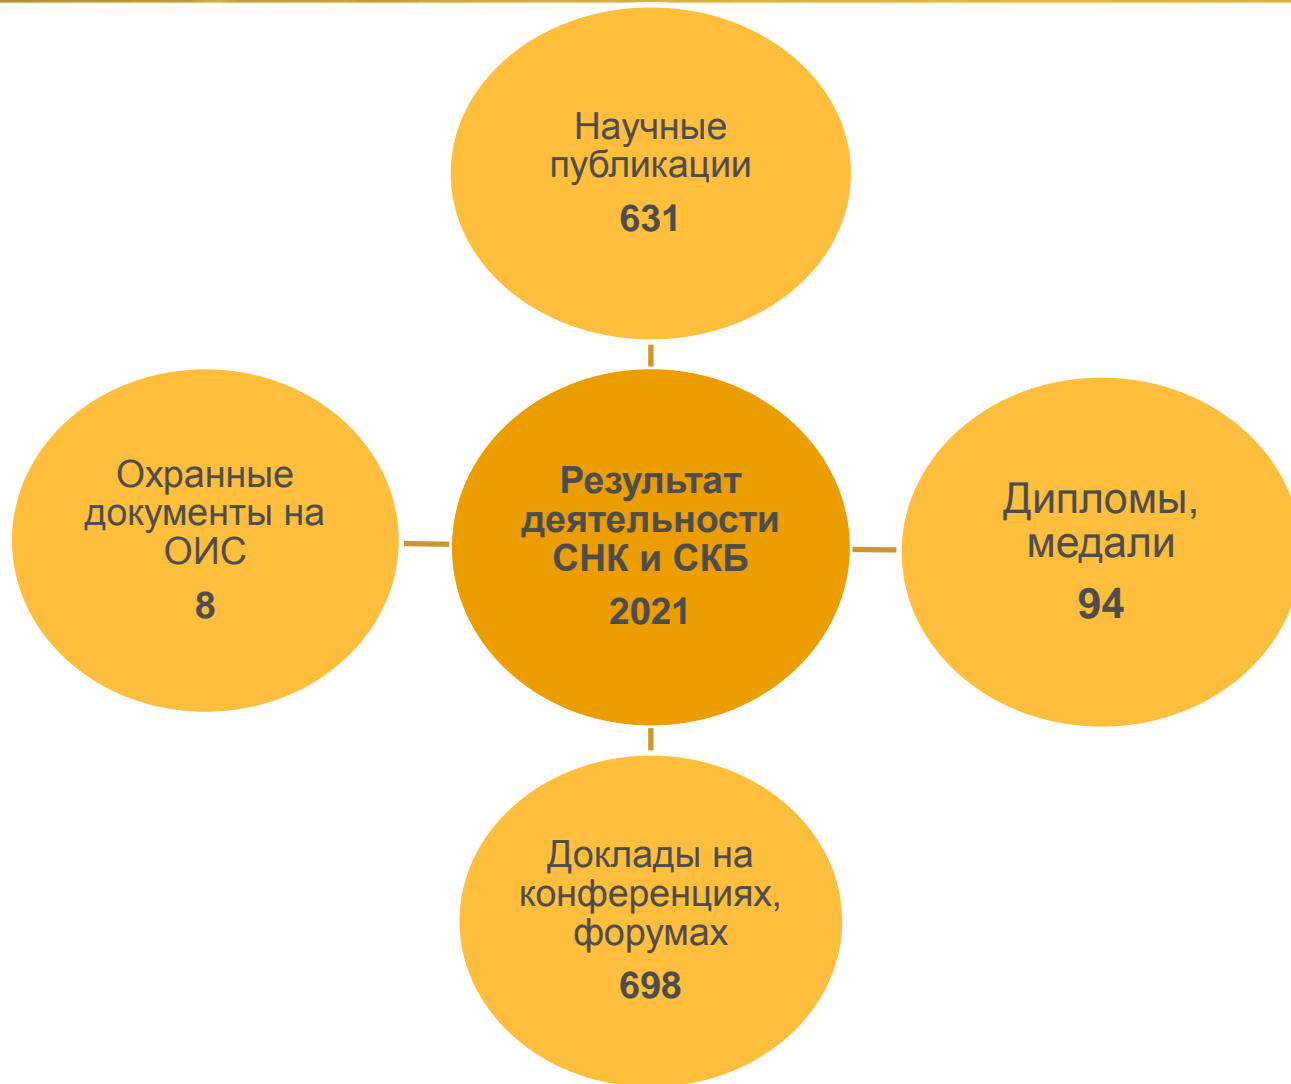 Научные
публикации
631
Охранные
документы на
ОИС
8
Результат
деятельности
СНК и СКБ
2021
Дипломы,
медали
94
Доклады на
конференциях,
форумах
698